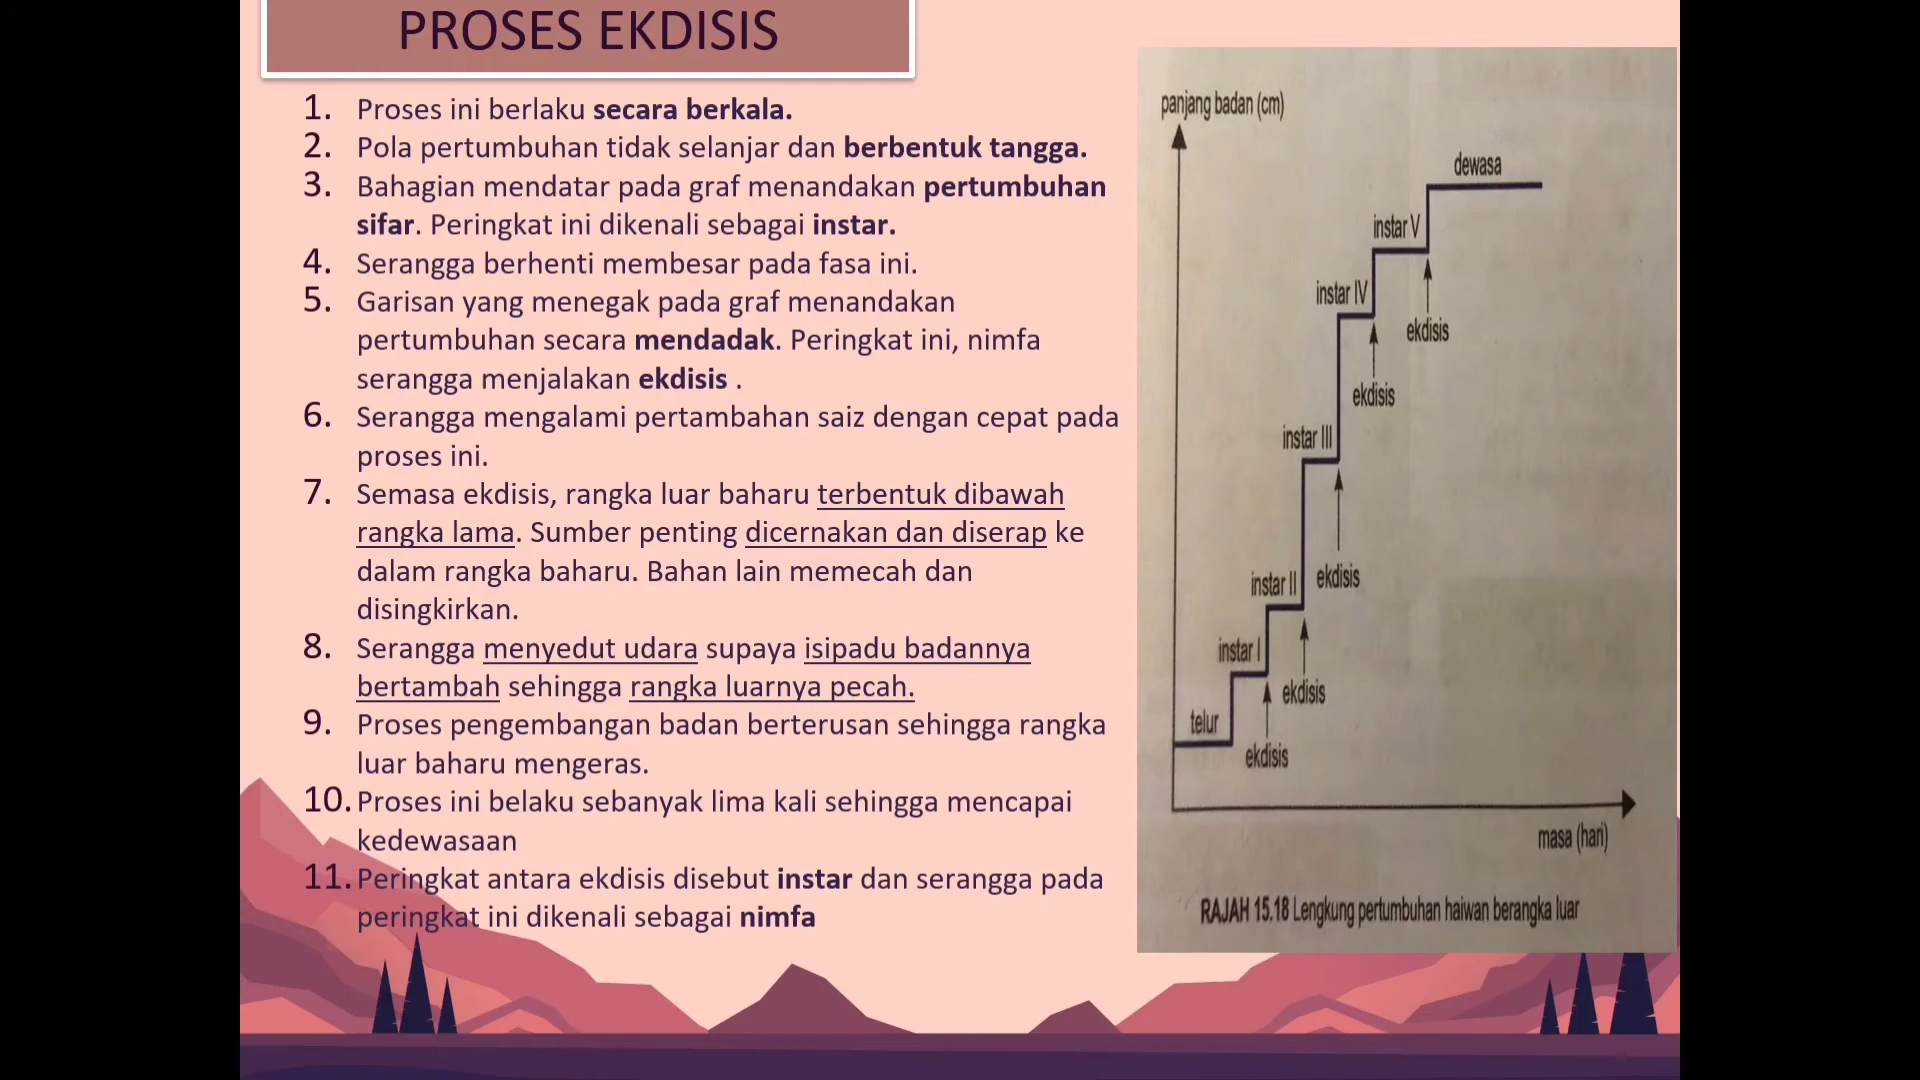 PROSES EKDISIS
1. Proses ini berlaku secara berkala.
2. Pola pertumbuhan tidak selanjar dan berbentuk tangga.
3. Bahagian mendatar pada graf menandakan pertumbuhan
sifar. Peringkat ini dikenali sebagai instar.
4. Serangga berhenti membesar pada fasa ini.
5. Garisan yang menegak pada graf menandakan
pertumbuhan secara mendadak. Peringkat ini, nimfa
serangga menjalakan ekdisis .
6. Serangga mengalami pertambahan saiz dengan cepat pada
proses ini.
7. Semasa ekdisis, rangka luar baharu terbentuk dibawah
rangka lama. Sumber penting dicernakan dan diserap ke
dalam rangka baharu. Bahan lain memecah dan
disingkirkan.
8. Serangga menyedut udara supaya isipadu badannya
bertambah sehingga rangka luarnya pecah.
9. Proses pengembangan badan berterusan sehingga rangka
luar baharu mengeras.
10. Proses ini belaku sebanyak lima kali sehingga mencapai
kedewasaan
11. Peringkat antara ekdisis disebut instar dan serangga pada
peringkat ini dikenali sebagai nimfa
panjang badan (cm)
dewasa
instar V
instar IV
ekdisis
ekdisis
instar III
instar II
ekdisis
instar I
ekdisis
telur
ekdisis
masa (hari)
RAJAH 15.18 Lengkung pertumbuhan haiwan berangka luar